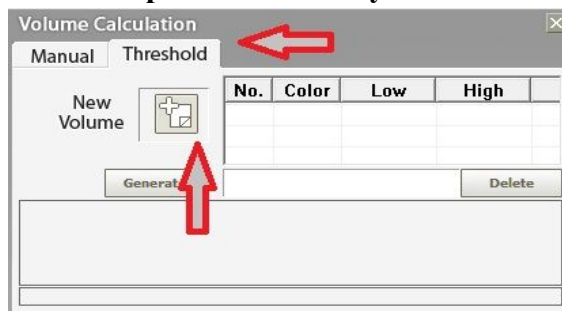 Volume Calculation
Manual Threshold
No. Color Low High
New
Volume
Delete